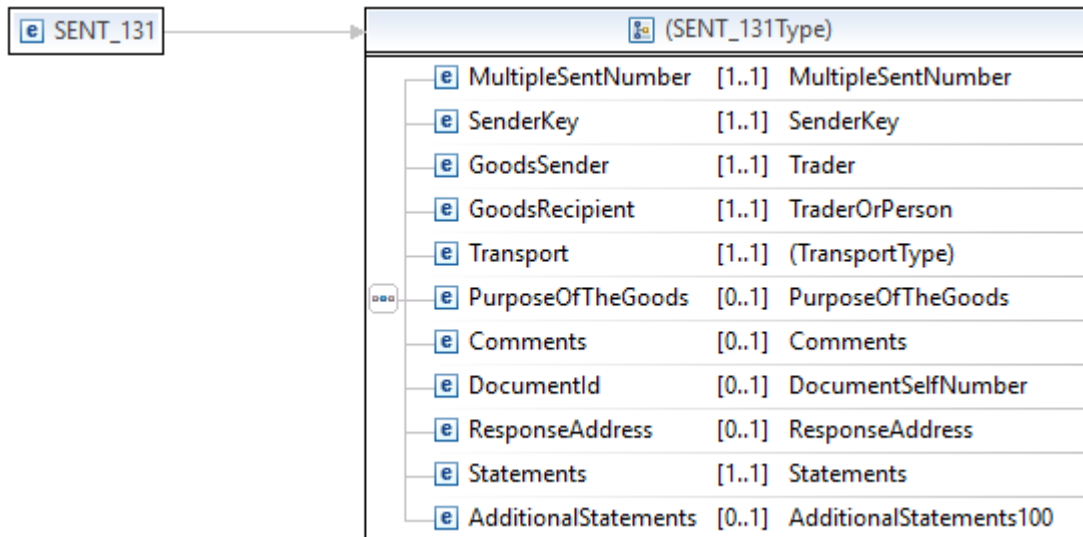 e SENT_131
(SENT_131Type)
e MultipleSentNumber [1..1] MultipleSentNumber
e SenderKey [1..1] SenderKey
e GoodsSender [1..1] Trader
e GoodsRecipient [1..1] TraderOrPerson
e Transport [1..1] (TransportType)
e PurposeOfTheGoods [0..1] PurposeOfTheGoods
e Comments [0..1] Comments
e DocumentId [0..1] DocumentSelfNumber
e ResponseAddress [0..1] ResponseAddress
e Statements [1..1] Statements
e AdditionalStatements [0..1] AdditionalStatements100